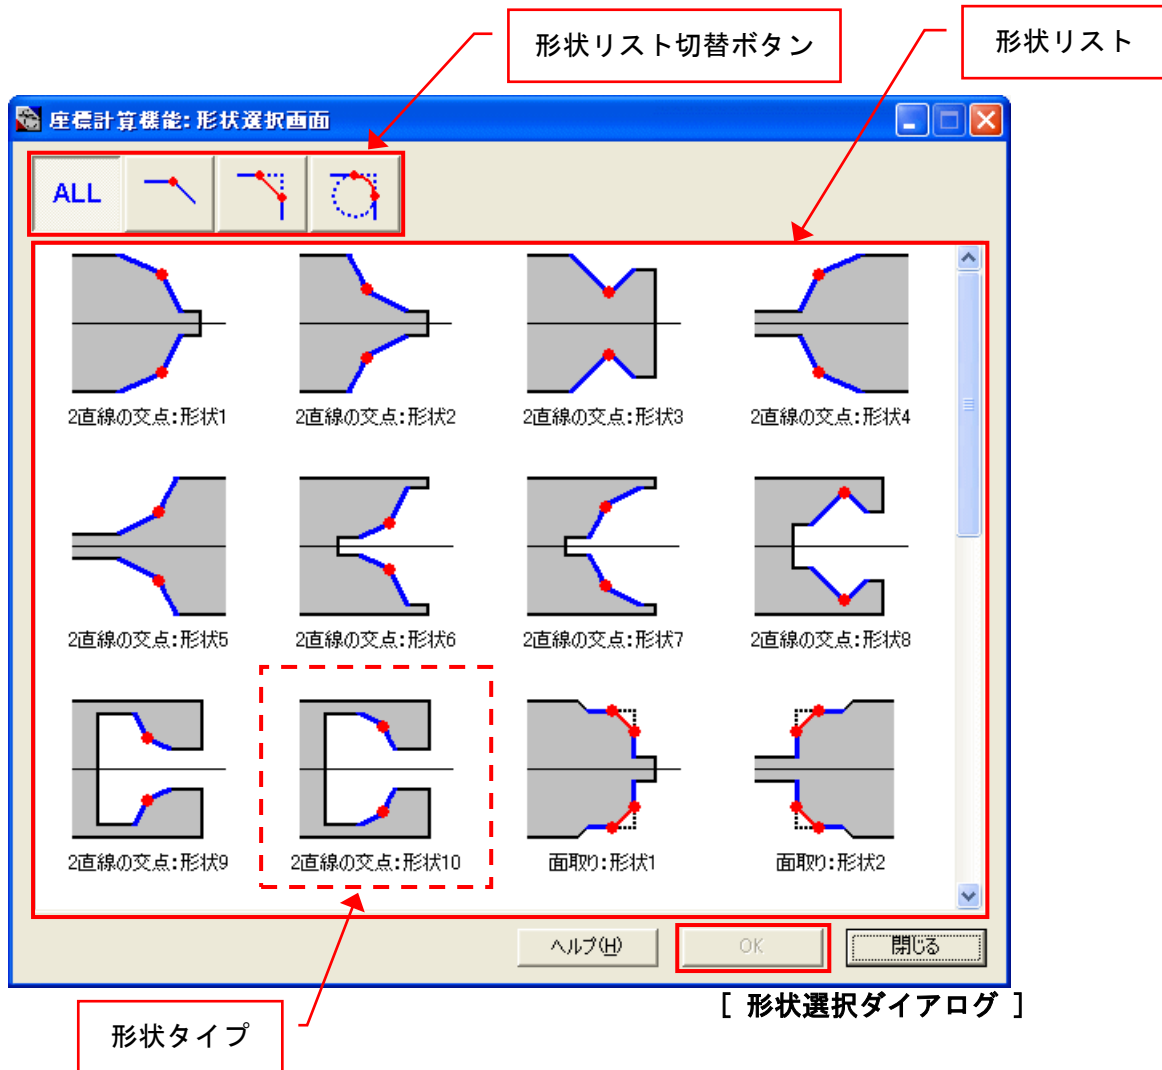 形状リスト切替ボタン
形状リスト
座標計算機能:形状選択画面
ALL
2直線の交点:形状1
2直線の交点:形状2
2直線の交点:形状3
2直線の交点:形状4
2直線の交点:形状5
2直線の交点:形状6
2直線の交点:形状7
2直線の交点:形状8
2直線の交点:形状9
2直線の交点:形状10
面取り:形状1
面取り:形状2
ヘルプ(H)
OK
閉じる
[ 形状選択ダイアログ ]
形状タイプ